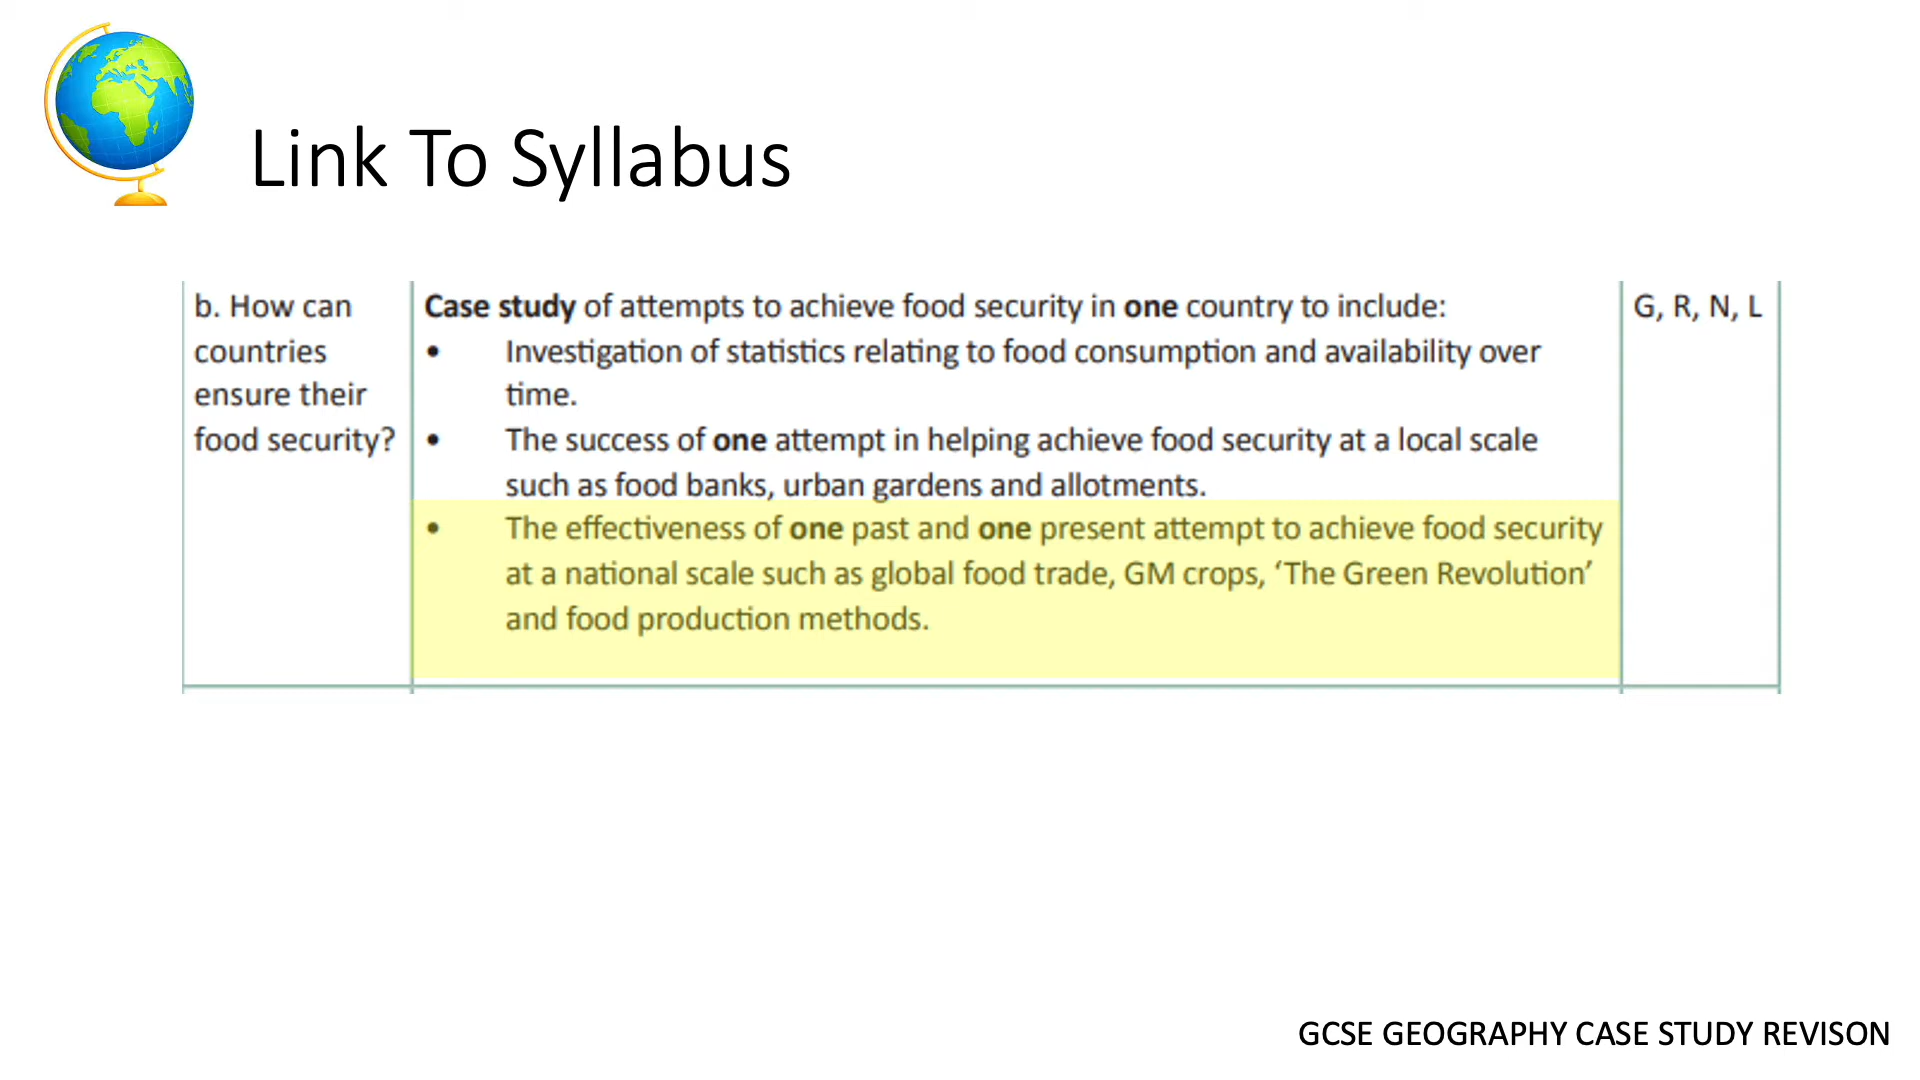 Link To Syllabus
b. How can
countries
ensure their
food security?
Case study of attempts to achieve food security in one country to include:
• Investigation of statistics relating to food consumption and availability over
time.
• The success of one attempt in helping achieve food security at a local scale
such as food banks, urban gardens and allotments.
• The effectiveness of one past and one present attempt to achieve food security
at a national scale such as global food trade, GM crops, ‘The Green Revolution’
and food production methods.
G, R, N, L
GCSE GEOGRAPHY CASE STUDY REVISON